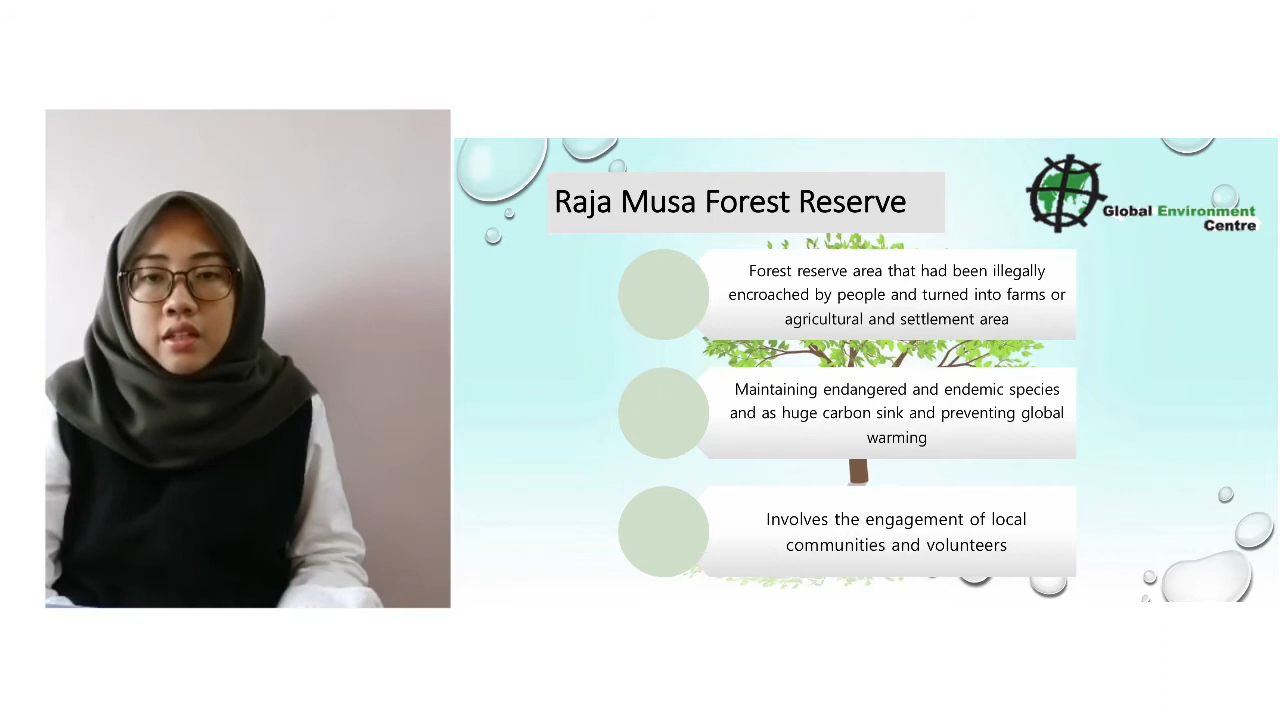 Raja Musa Forest Reserve
Global Environment
Centre
Forest reserve area that had been illegally
encroached by people and turned into farms or
agricultural and settlement area
Maintaining endangered and endemic species
and as huge carbon sink and preventing global
warming
Involves the engagement of local
communities and volunteers